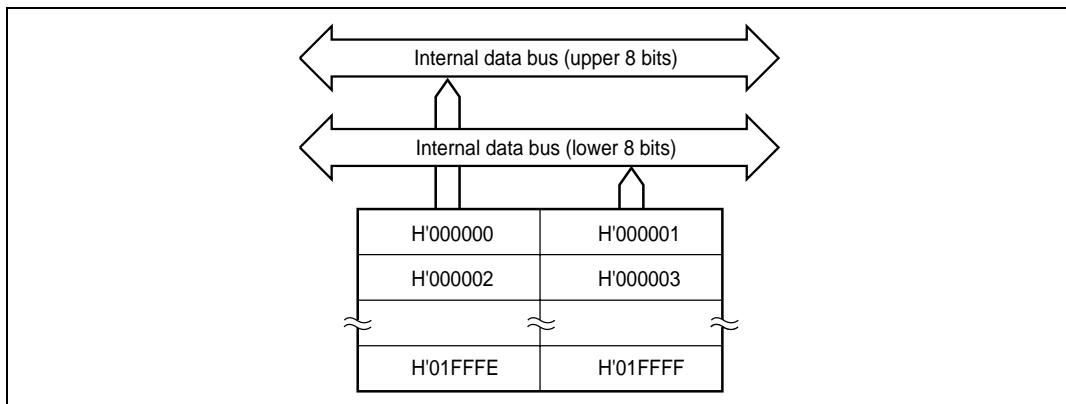 Internal data bus (upper 8 bits)
Internal data bus (lower 8 bits)
H'000000 H'000001
H'000002 H'000003
H'01FFFE H'01FFFF